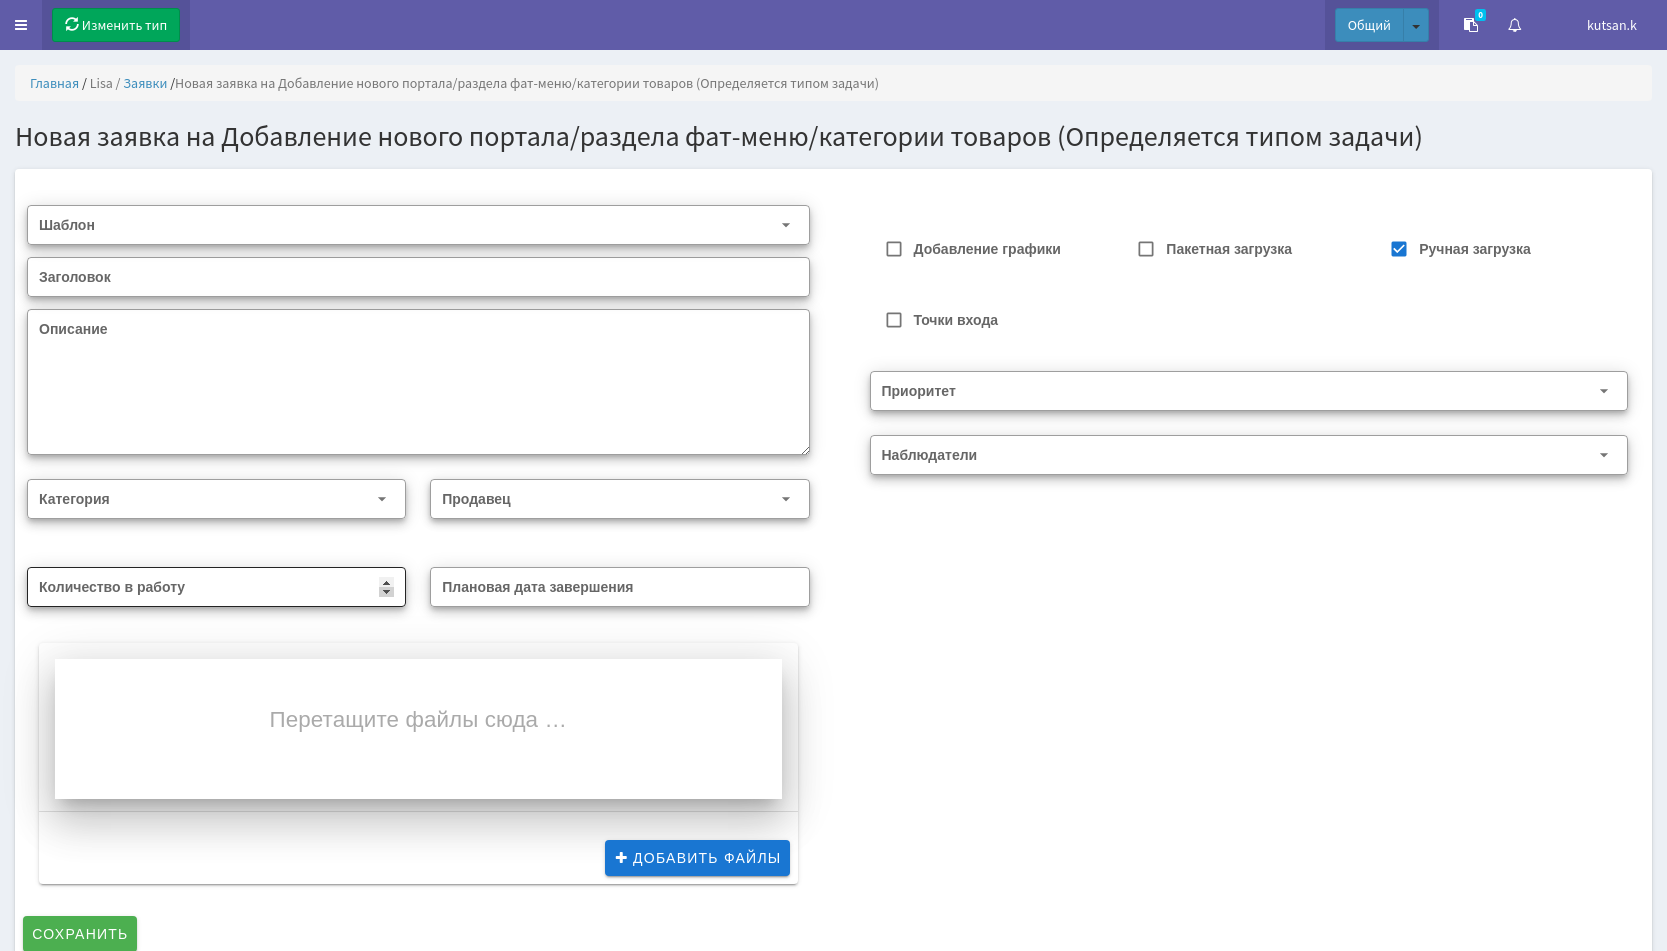 Изменить тип
Общий
0
kutsan.k
Главная / Lisa / Заявки /Новая заявка на Добавление нового портала/раздела фат-меню/категории товаров (Определяется типом задачи)
Новая заявка на Добавление нового портала/раздела фат-меню/категории товаров (Определяется типом задачи)
Шаблон
Заголовок
Описание
Категория
Продавец
Количество в работу
Плановая дата завершения
Перетащите файлы сюда …
ДОБАВИТЬ ФАЙЛЫ
СОХРАНИТЬ
Добавление графики
Пакетная загрузка
Ручная загрузка
Точки входа
Приоритет
Наблюдатели